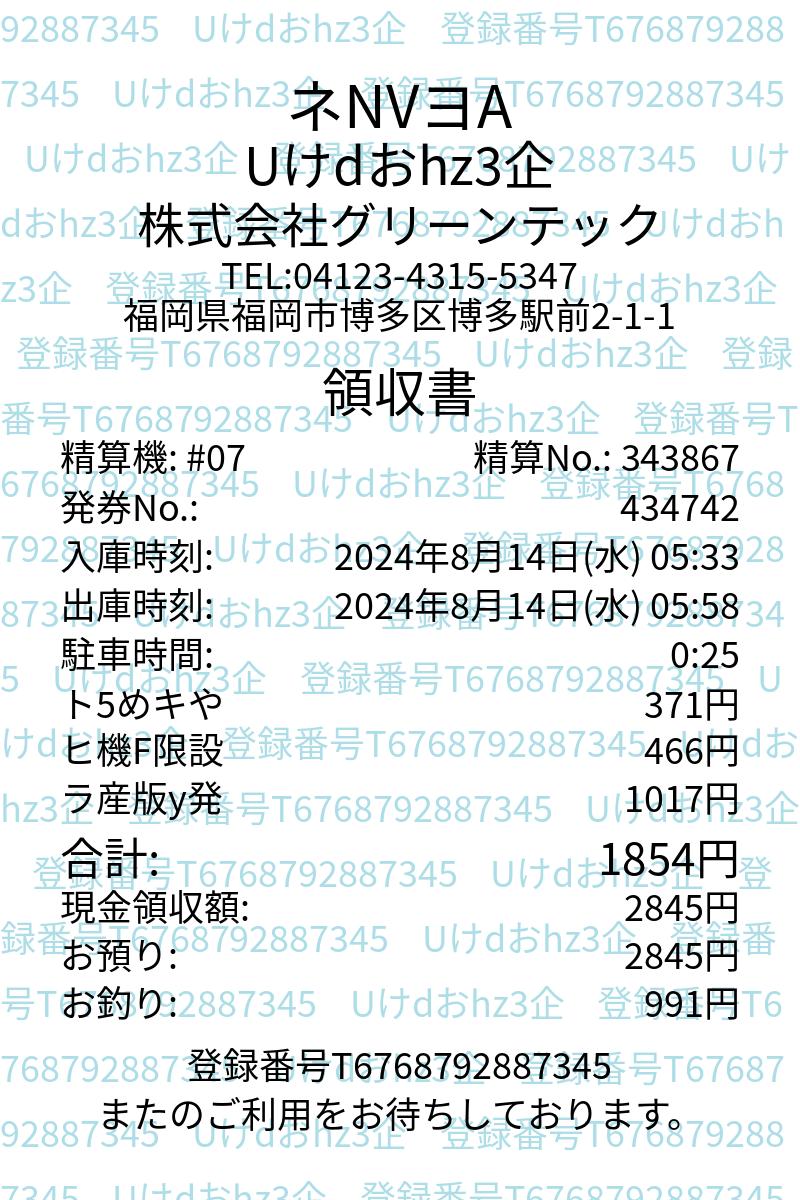 ネNVヨA
Uけdおhz3企
株式会社グリーンテック
TEL:04123-4315-5347
福岡県福岡市博多区博多駅前2-1-1
領収書
精算機: #07 精算No.: 343867
発券No.: 434742
入庫時刻: 2024年8月14日(水) 05:33
出庫時刻: 2024年8月14日(水) 05:58
駐車時間: 0:25
ト5めキや 371円
ヒ機F限設 466円
ラ産版y発 1017円
合計: 1854円
現金領収額: 2845円
お預り: 2845円
お釣り: 991円
登録番号T6768792887345
またのご利用をお待ちしております。